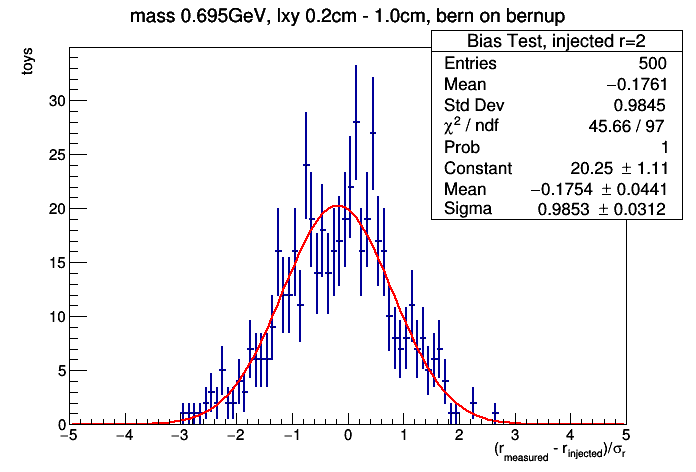 mass 0.695GeV, lxy 0.2cm - 1.0cm, bern on bernup
toys
Bias Test, injected r=2
Entries 500
Mean −0.1761
Std Dev 0.9845
χ² / ndf 45.66 / 97
Prob 1
Constant 20.25 ± 1.11
Mean −0.1754 ± 0.0441
Sigma 0.9853 ± 0.0312
30
25
20
15
10
5
0
−5 −4 −3 −2 −1 0 1 2 3 4 5
(r_measured - r_injected)/σ_r